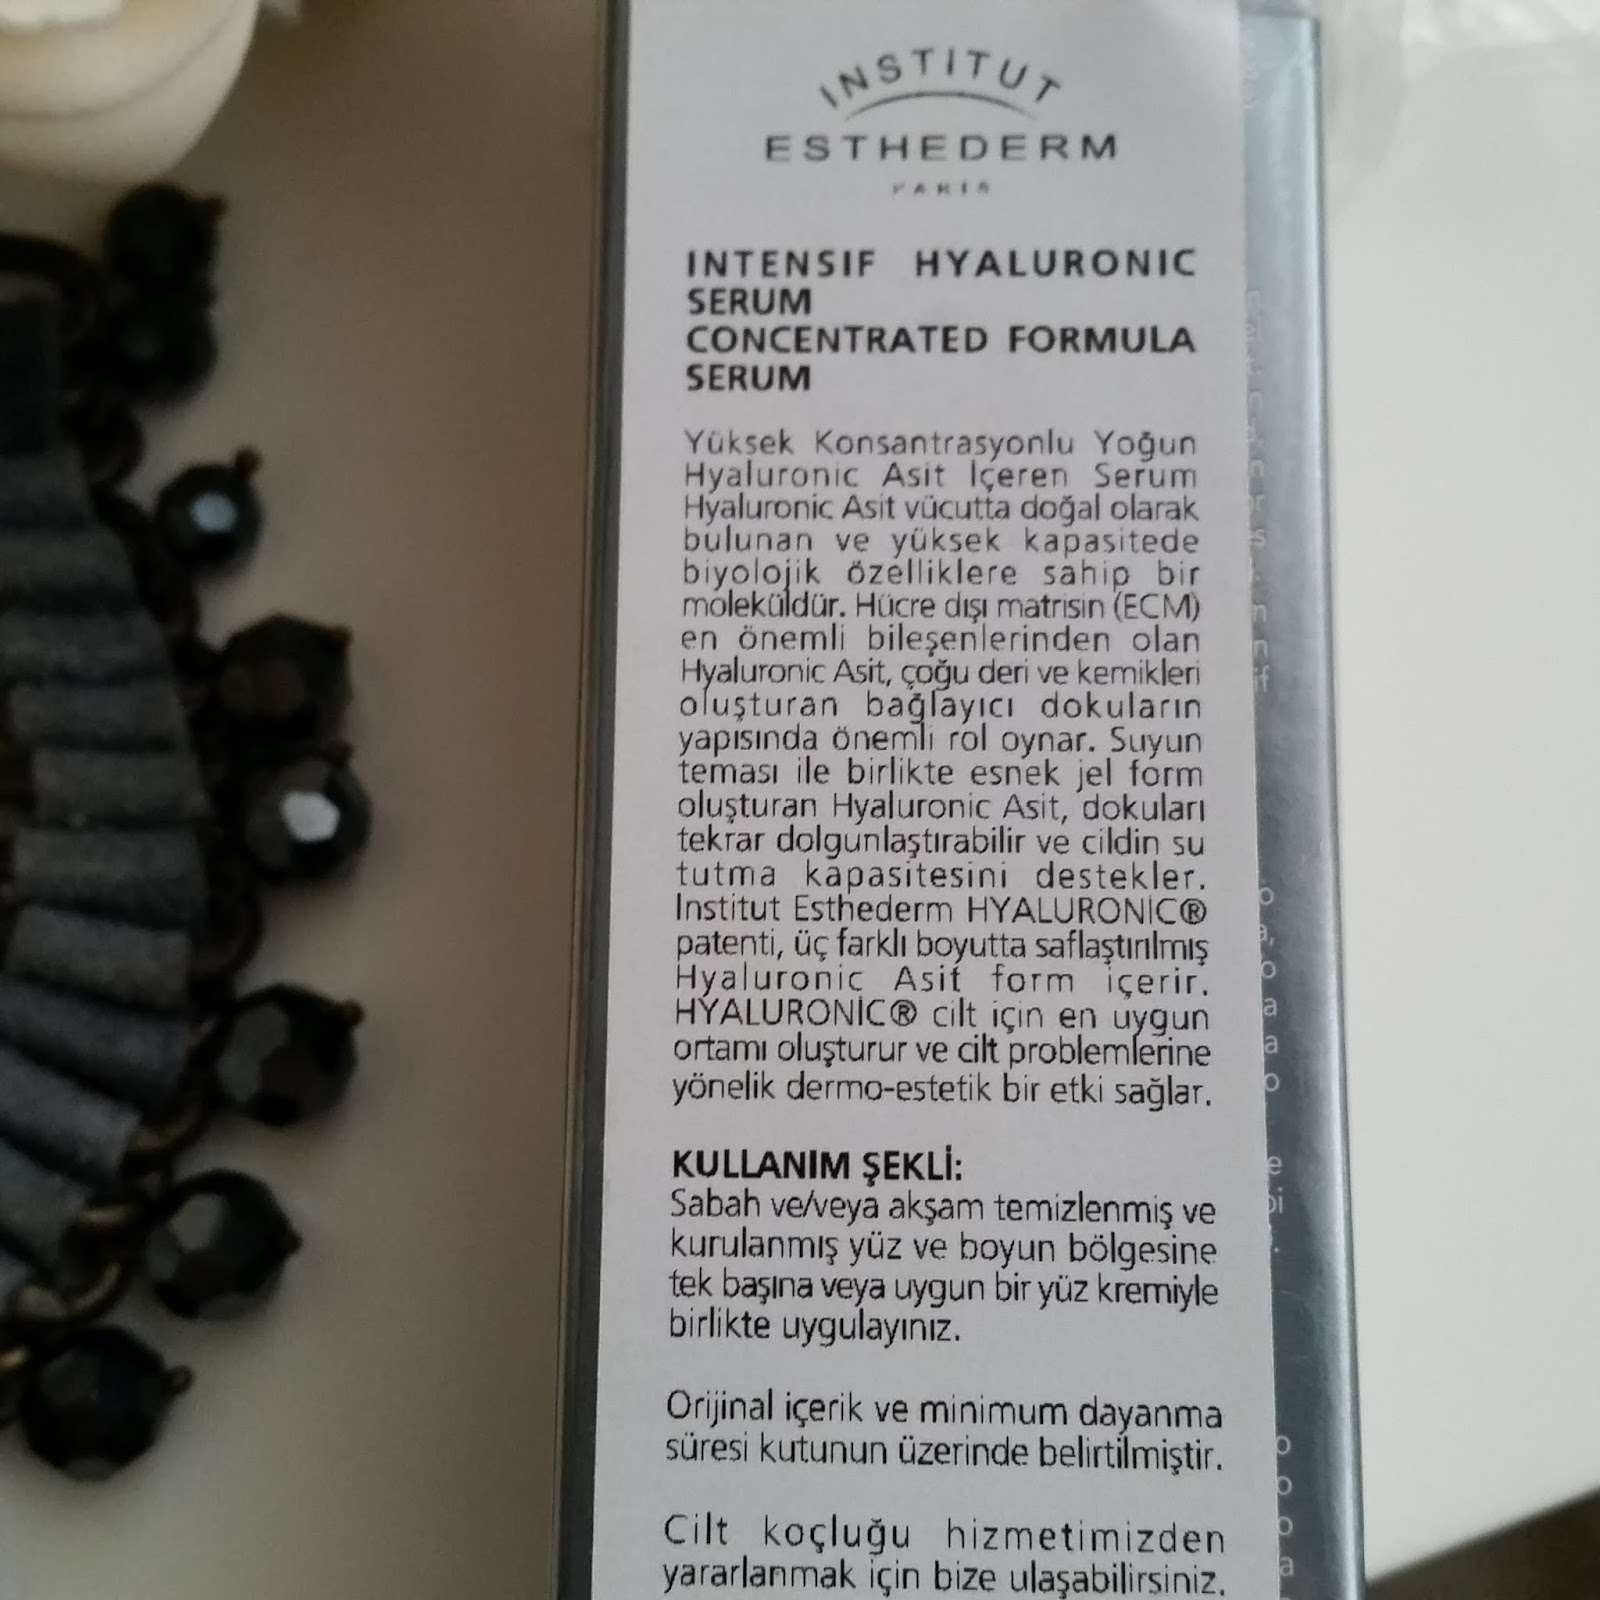 INSTITUT
ESTHEDERM
PARIS
INTENSIF HYALURONIC
SERUM
CONCENTRATED FORMULA
SERUM
Yüksek Konsantrasyonlu Yoğun
Hyaluronic Asit İçeren Serum
Hyaluronic Asit vücutta doğal olarak
bulunan ve yüksek kapasitede
biyolojik özelliklere sahip bir
moleküldür. Hücre dışı matrisin (ECM)
en önemli bileşenlerinden olan
Hyaluronic Asit, çoğu deri ve kemikleri
oluşturan bağlayıcı dokuların
yapısında önemli rol oynar. Suyun
teması ile birlikte esnek jel form
oluşturan Hyaluronic Asit, dokuları
tekrar dolgunlaştırabilir ve cildin su
tutma kapasitesini destekler.
Institut Esthederm HYALURONİC®
patenti, üç farklı boyutta saflaştırılmış
Hyaluronic Asit form içerir.
HYALURONİC® cilt için en uygun
ortamı oluşturur ve cilt problemlerine
yönelik dermo-estetik bir etki sağlar.
KULLANIM ŞEKLİ:
Sabah ve/veya akşam temizlenmiş ve
kurulanmış yüz ve boyun bölgesine
tek başına veya uygun bir yüz kremiyle
birlikte uygulayınız.
Orijinal içerik ve minimum dayanma
süresi kutunun üzerinde belirtilmiştir.
Cilt koçluğu hizmetimizden
yararlanmak için bize ulaşabilirsiniz.